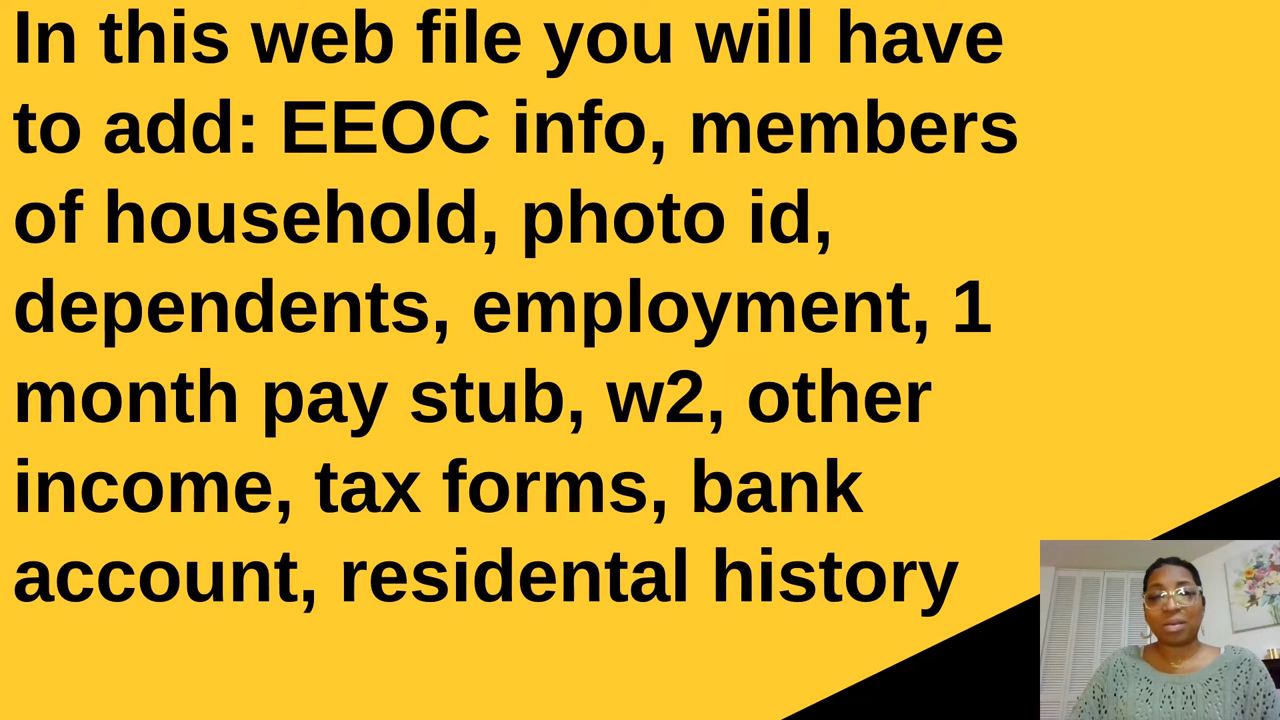 In this web file you will have
to add: EEOC info, members
of household, photo id,
dependents, employment, 1
month pay stub, w2, other
income, tax forms, bank
account, residental history